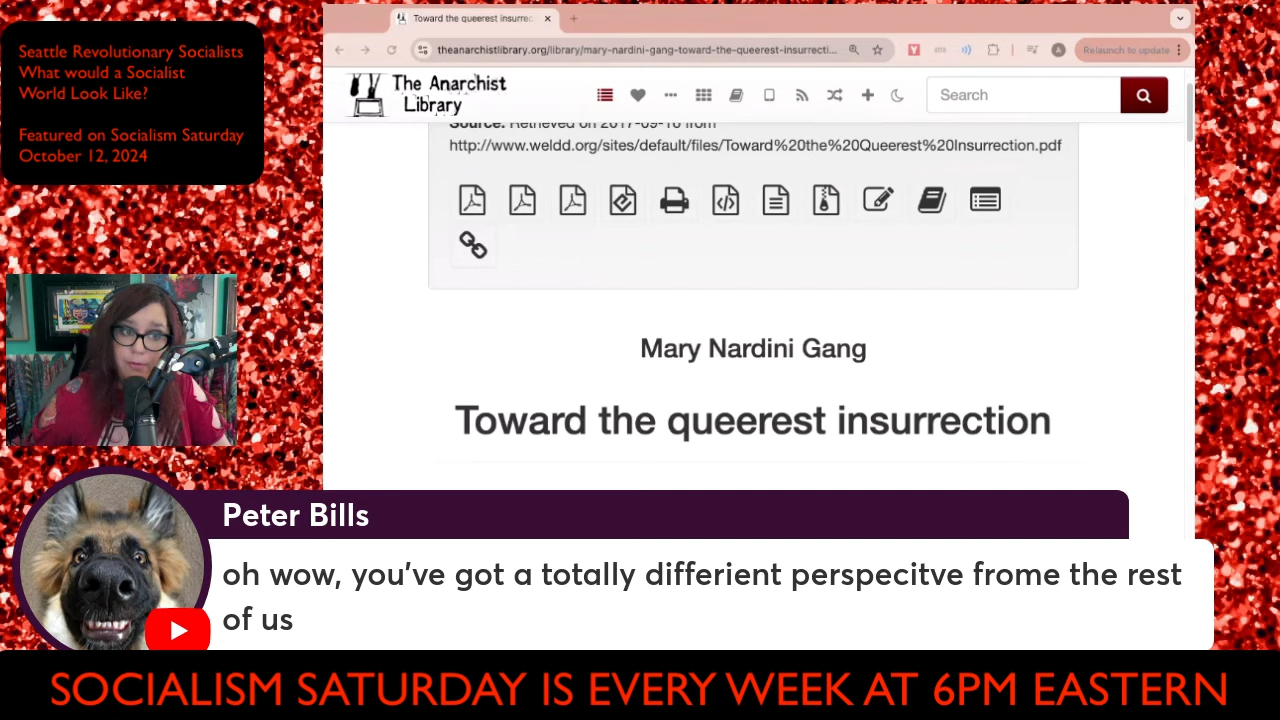 Seattle Revolutionary Socialists
What would a Socialist
World Look Like?
Featured on Socialism Saturday
October 12, 2024
Toward the queerest insurrec
theanarchistlibrary.org/library/mary-nardini-gang-toward-the-queerest-insurrecti...
Relaunch to update
The Anarchist
Library
Search
Source: Retrieved on 2017-09-16 from
http://www.weldd.org/sites/default/files/Toward%20the%20Queerest%20Insurrection.pdf
Mary Nardini Gang
Toward the queerest insurrection
Peter Bills
oh wow, you've got a totally differient perspecitve frome the rest
of us
SOCIALISM SATURDAY IS EVERY WEEK AT 6PM EASTERN